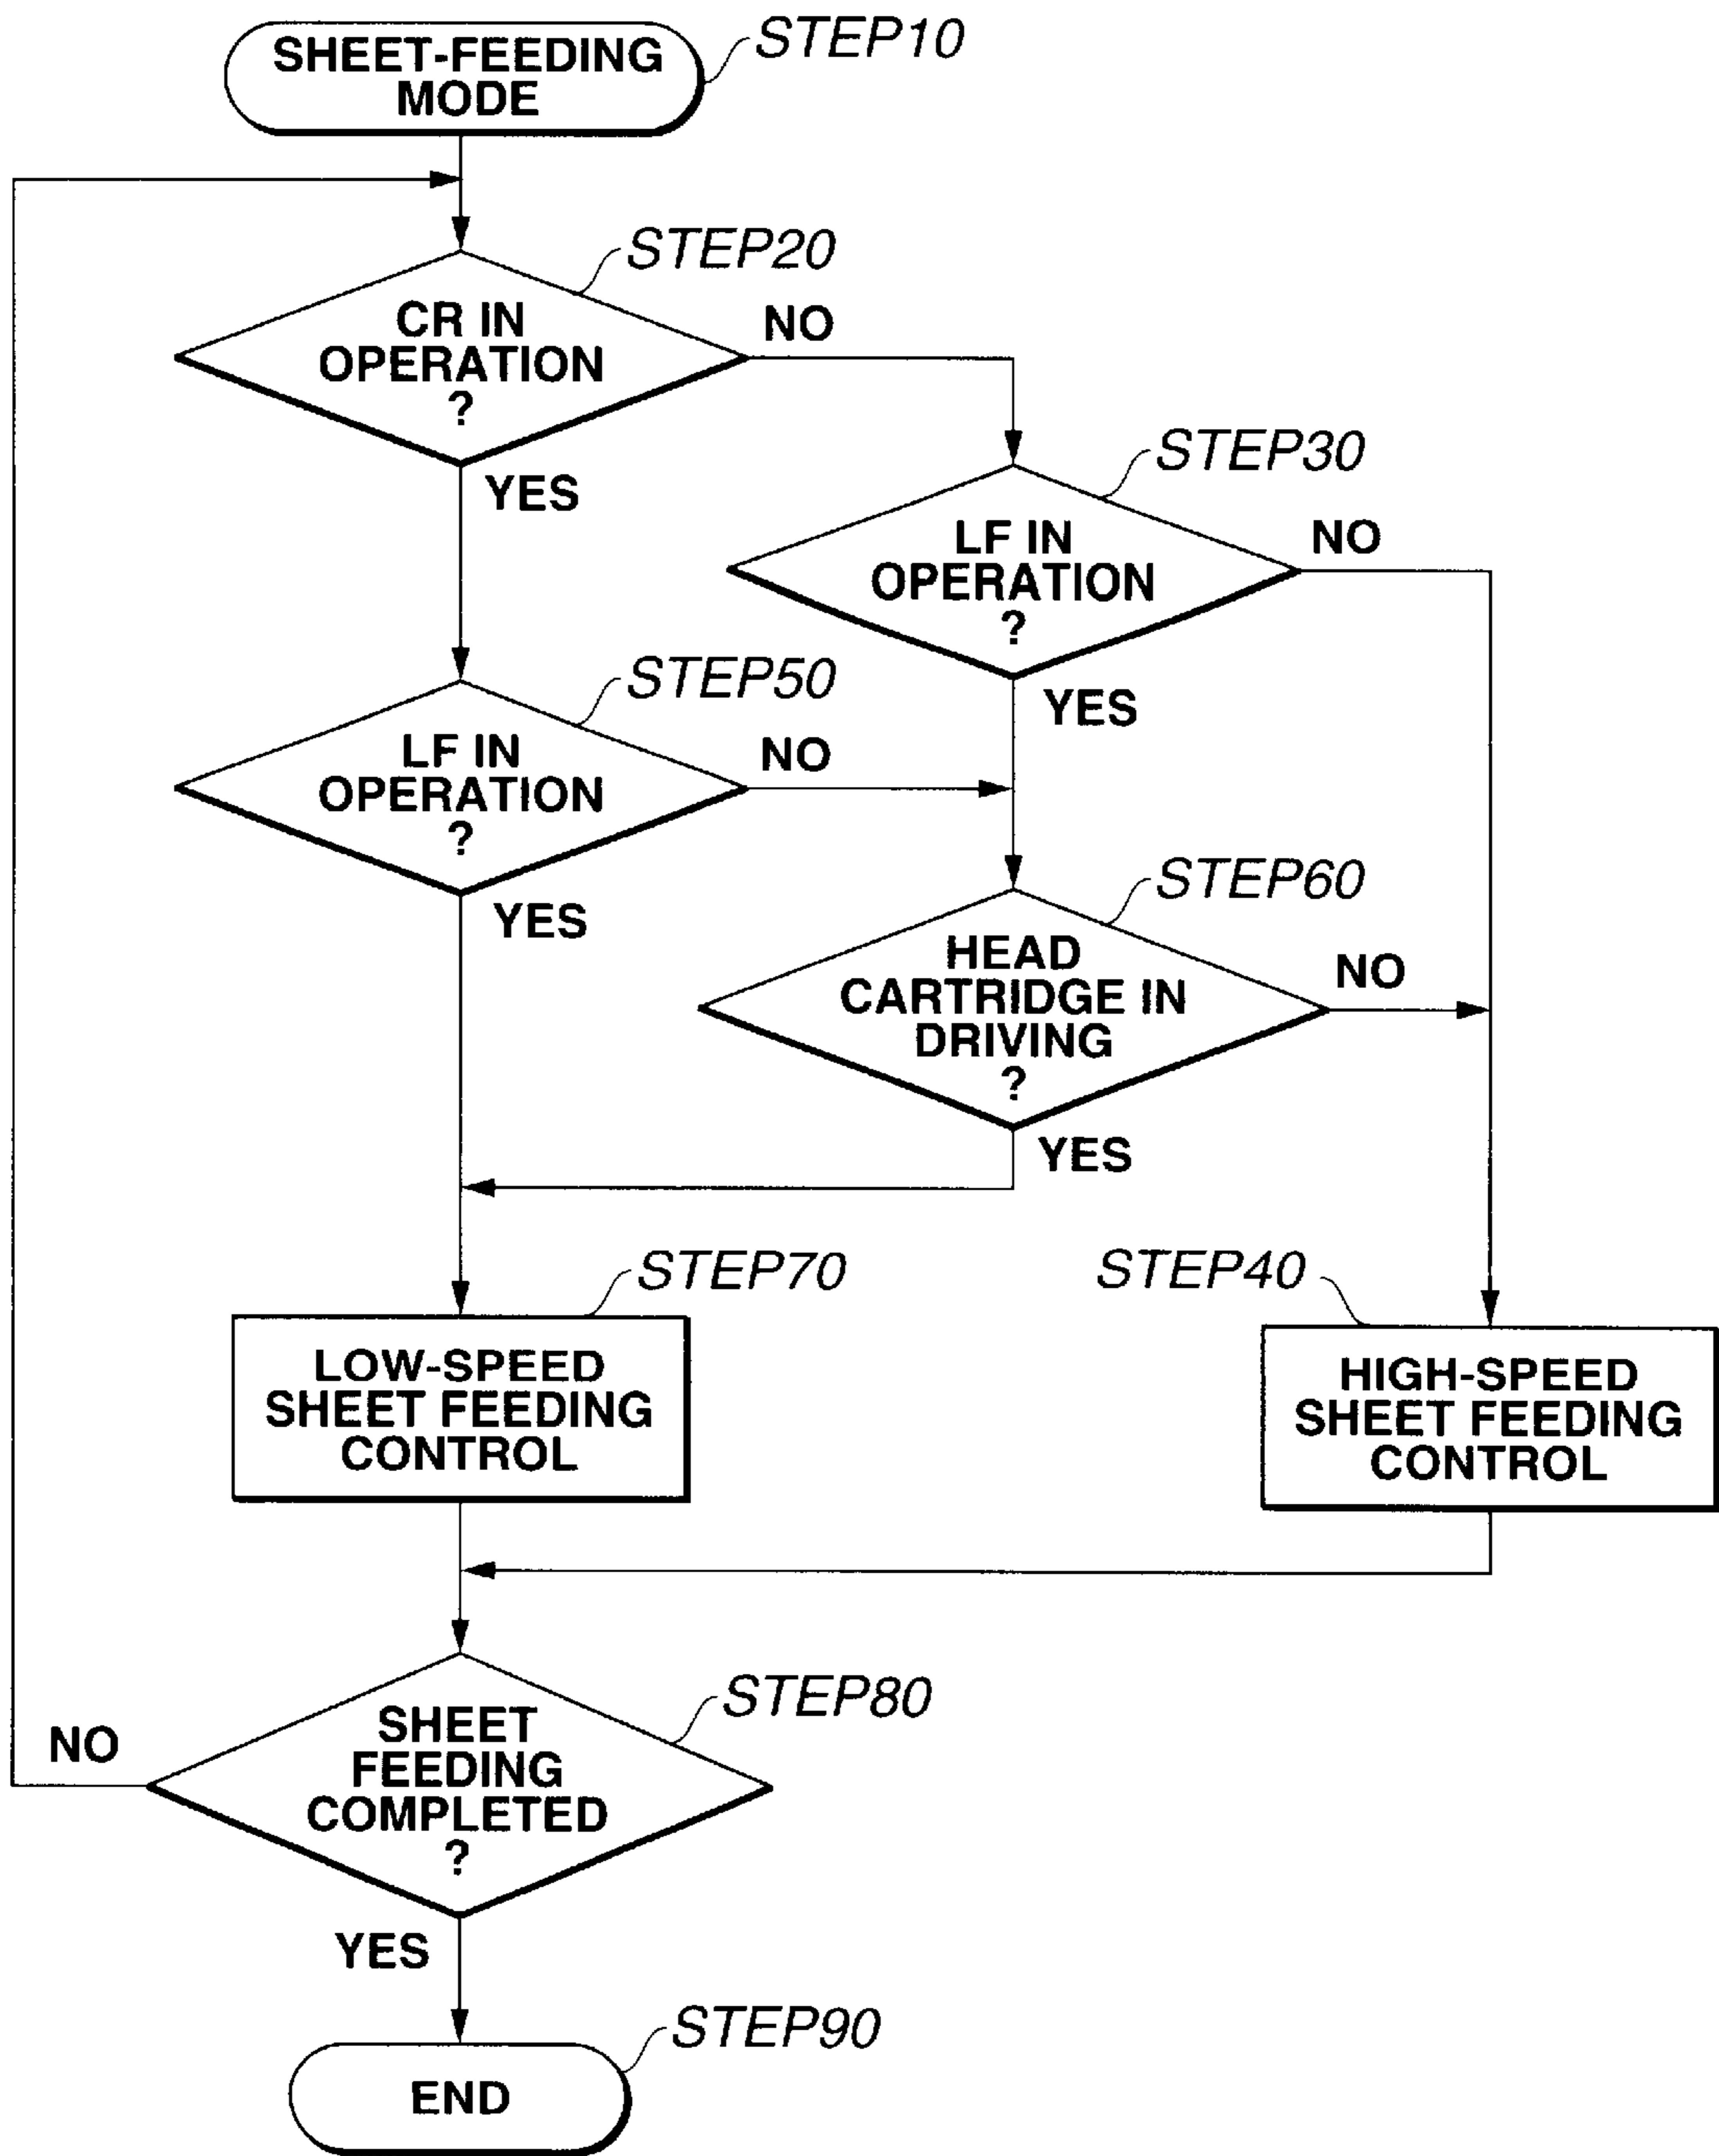 SHEET-FEEDING
MODE
STEP10
STEP20
CR IN
OPERATION
?
NO
YES
STEP30
LF IN
OPERATION
?
NO
YES
STEP50
LF IN
OPERATION
?
NO
YES
STEP60
HEAD
CARTRIDGE IN
DRIVING
?
NO
YES
STEP70
LOW-SPEED
SHEET FEEDING
CONTROL
STEP40
HIGH-SPEED
SHEET FEEDING
CONTROL
STEP80
SHEET
FEEDING
COMPLETED
?
NO
YES
STEP90
END